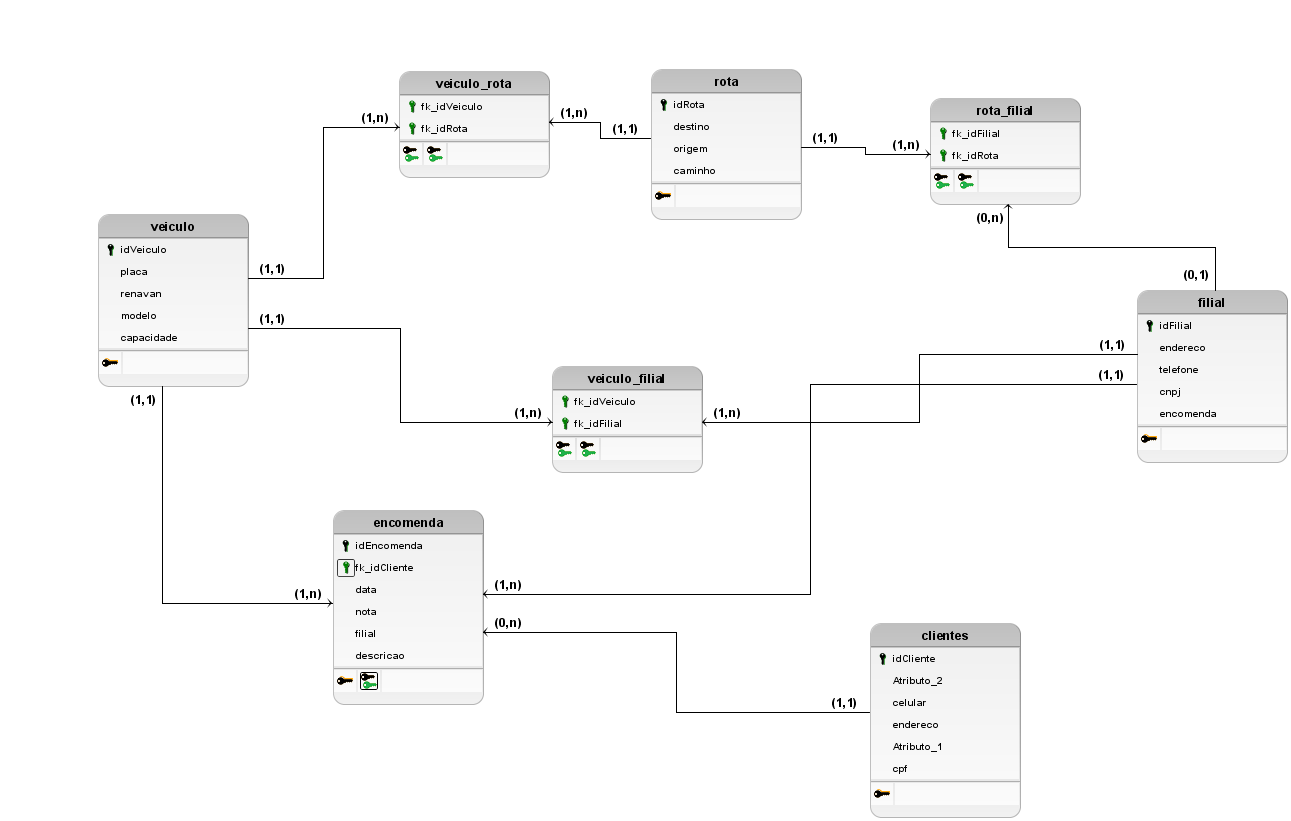 veiculo_rota
fk_idVeiculo
fk_idRota
rota
idRota
destino
origem
caminho
rota_filial
fk_idFilial
fk_idRota
(1,n)
(1,n)
(1,1)
(1,1)
(1,n)
(0,n)
veiculo
idVeiculo
placa
renavan
modelo
capacidade
(1,1)
(1,1)
(1,1)
(0,1)
filial
idFilial
endereco
telefone
cnpj
encomenda
(1,1)
(1,1)
veiculo_filial
fk_idVeiculo
fk_idFilial
(1,n)
(1,n)
encomenda
idEncomenda
fk_idCliente
data
nota
filial
descricao
(1,n)
(1,n)
(0,n)
(1,1)
clientes
idCliente
Atributo_2
celular
endereco
Atributo_1
cpf